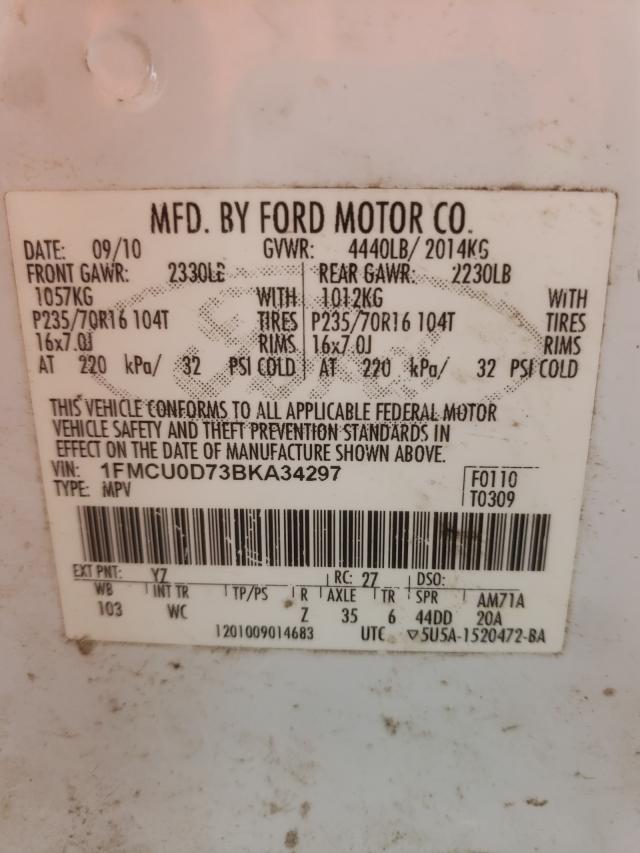 MFD. BY FORD MOTOR CO.
DATE: 09/10 GVWR: 4440LB/ 2014KG
FRONT GAWR: 2330LB REAR GAWR: 2230LB
1057KG WITH 1012KG WITH
P235/70R16 104T TIRES P235/70R16 104T TIRES
16x7.0J RIMS 16x7.0J RIMS
AT 220 kPa/ 32 PSI COLD AT 220 kPa/ 32 PSI COLD
THIS VEHICLE CONFORMS TO ALL APPLICABLE FEDERAL MOTOR
VEHICLE SAFETY AND THEFT PREVENTION STANDARDS IN
EFFECT ON THE DATE OF MANUFACTURE SHOWN ABOVE.
VIN: 1FMCU0D73BKA34297 F0110
TYPE: MPV T0309
EXT PNT: YZ RC: 27 DSO:
WB INT TR TP/PS R AXLE TR SPR AM71A
103 WC Z 35 6 44DD 20A
1201009014683 UTC ▽5U5A-1520472-BA